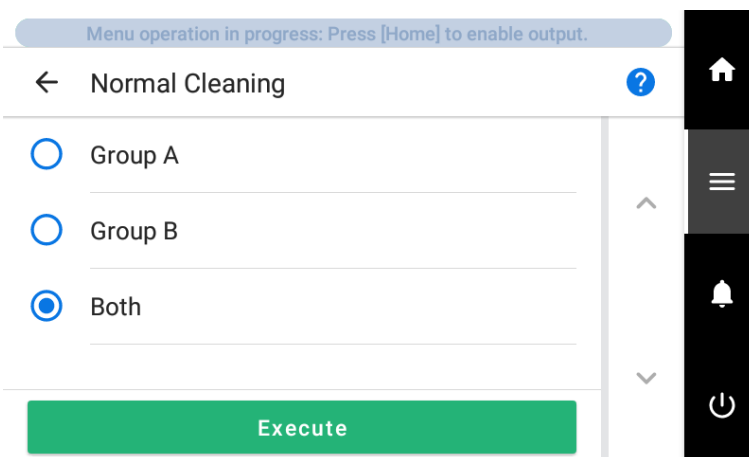 Menu operation in progress: Press [Home] to enable output.
Normal Cleaning
?
Group A
Group B
Both
Execute